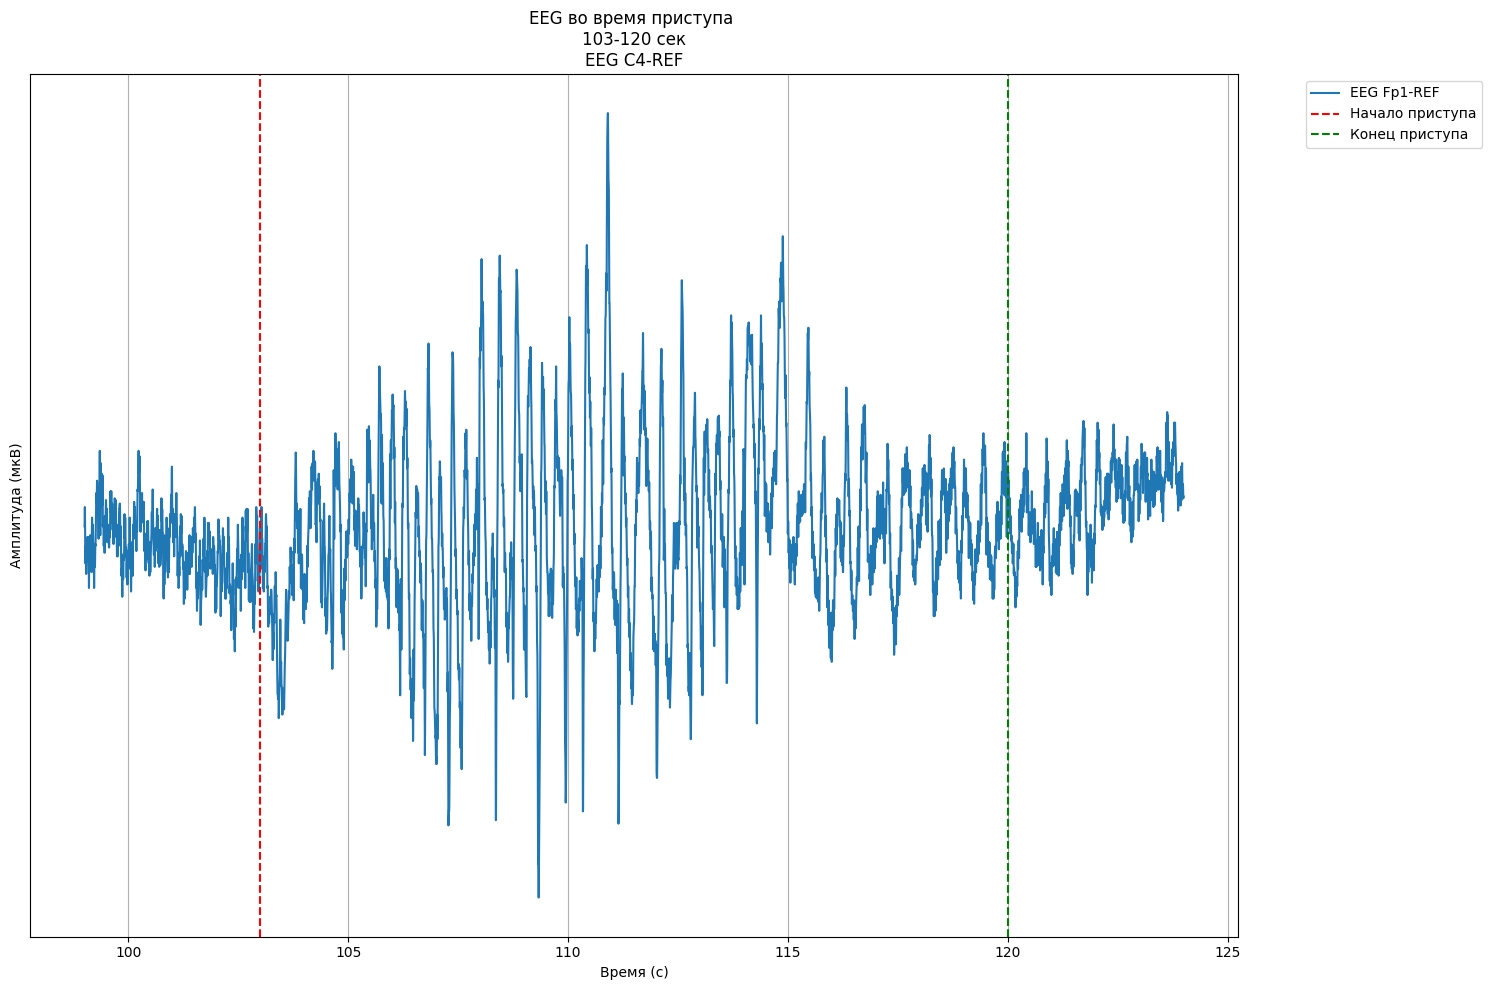 EEG во время приступа
103-120 сек
EEG C4-REF
EEG Fp1-REF
Начало приступа
Конец приступа
Амплитуда (мкВ)
100
105
110
115
120
125
Время (с)